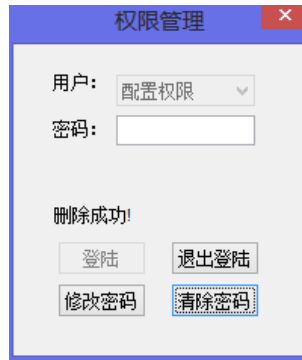 权限管理
用户： 配置权限
密码：
删除成功!
登陆 退出登陆
修改密码 清除密码